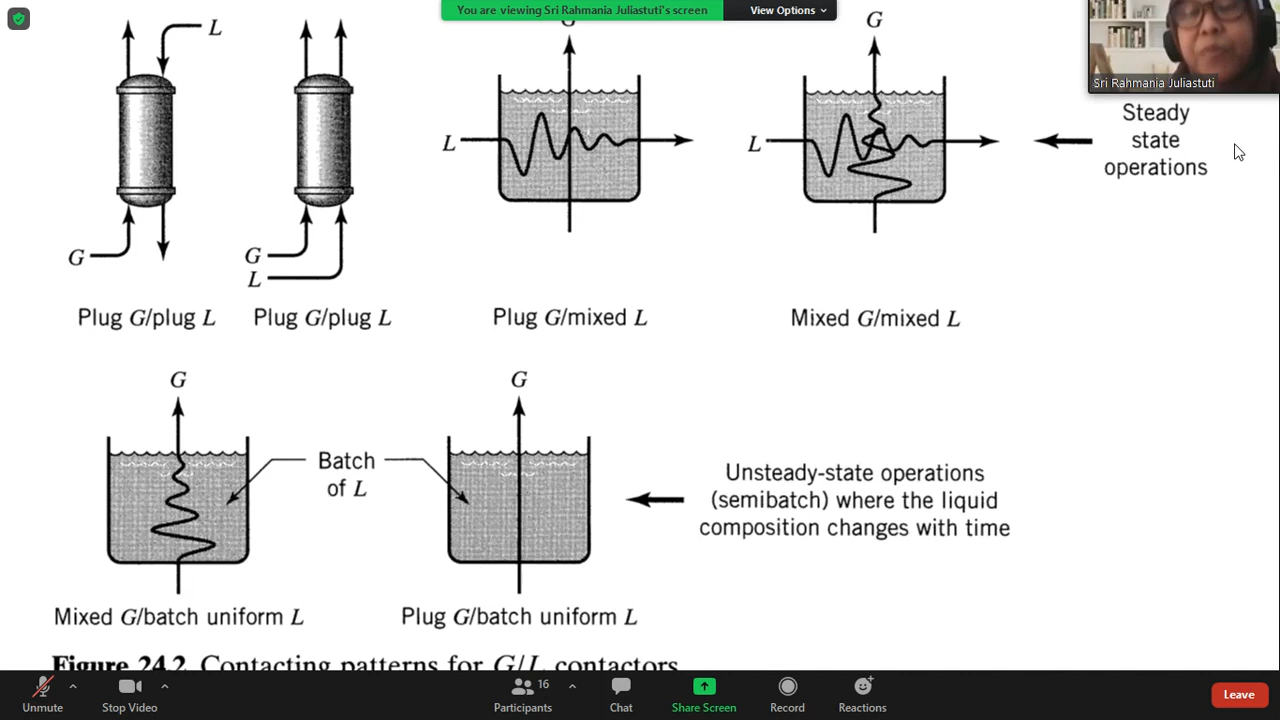 You are viewing Sri Rahmania Juliastuti's screen
View Options
L
G
G
Sri Rahmania Juliastuti
L
L
Steady
state
operations
G
G
L
Plug G/plug L
Plug G/plug L
Plug G/mixed L
Mixed G/mixed L
G
G
Batch
of L
Unsteady-state operations
(semibatch) where the liquid
composition changes with time
Mixed G/batch uniform L
Plug G/batch uniform L
Figure 24.2 Contacting patterns for G/L contactors
16
Unmute
Stop Video
Participants
Chat
Share Screen
Record
Reactions
Leave